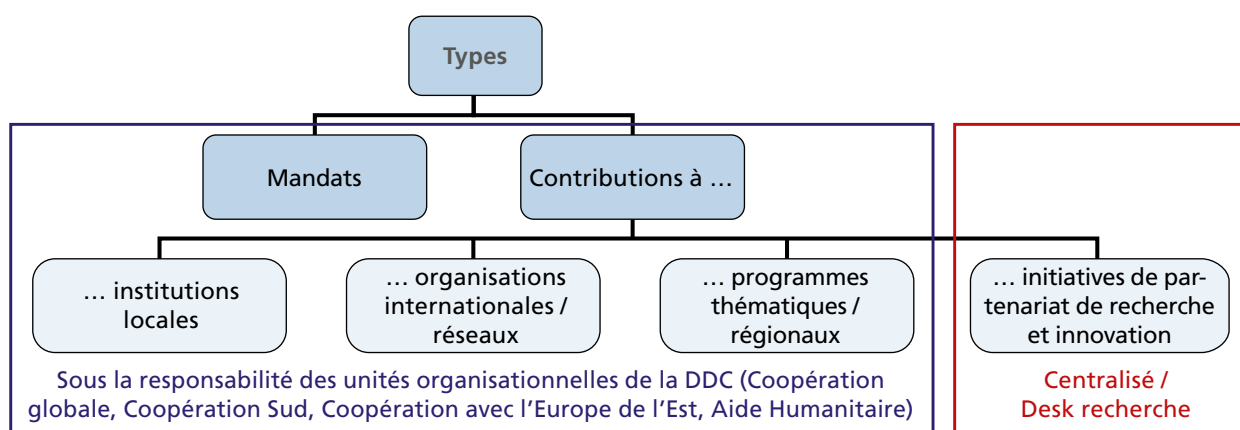 Types
Mandats
Contributions à …
… institutions
locales
… organisations
internationales /
réseaux
… programmes
thématiques /
régionaux
… initiatives de par-
tenariat de recherche
et innovation
Sous la responsabilité des unités organisationnelles de la DDC (Coopération
globale, Coopération Sud, Coopération avec l’Europe de l’Est, Aide Humanitaire)
Centralisé /
Desk recherche